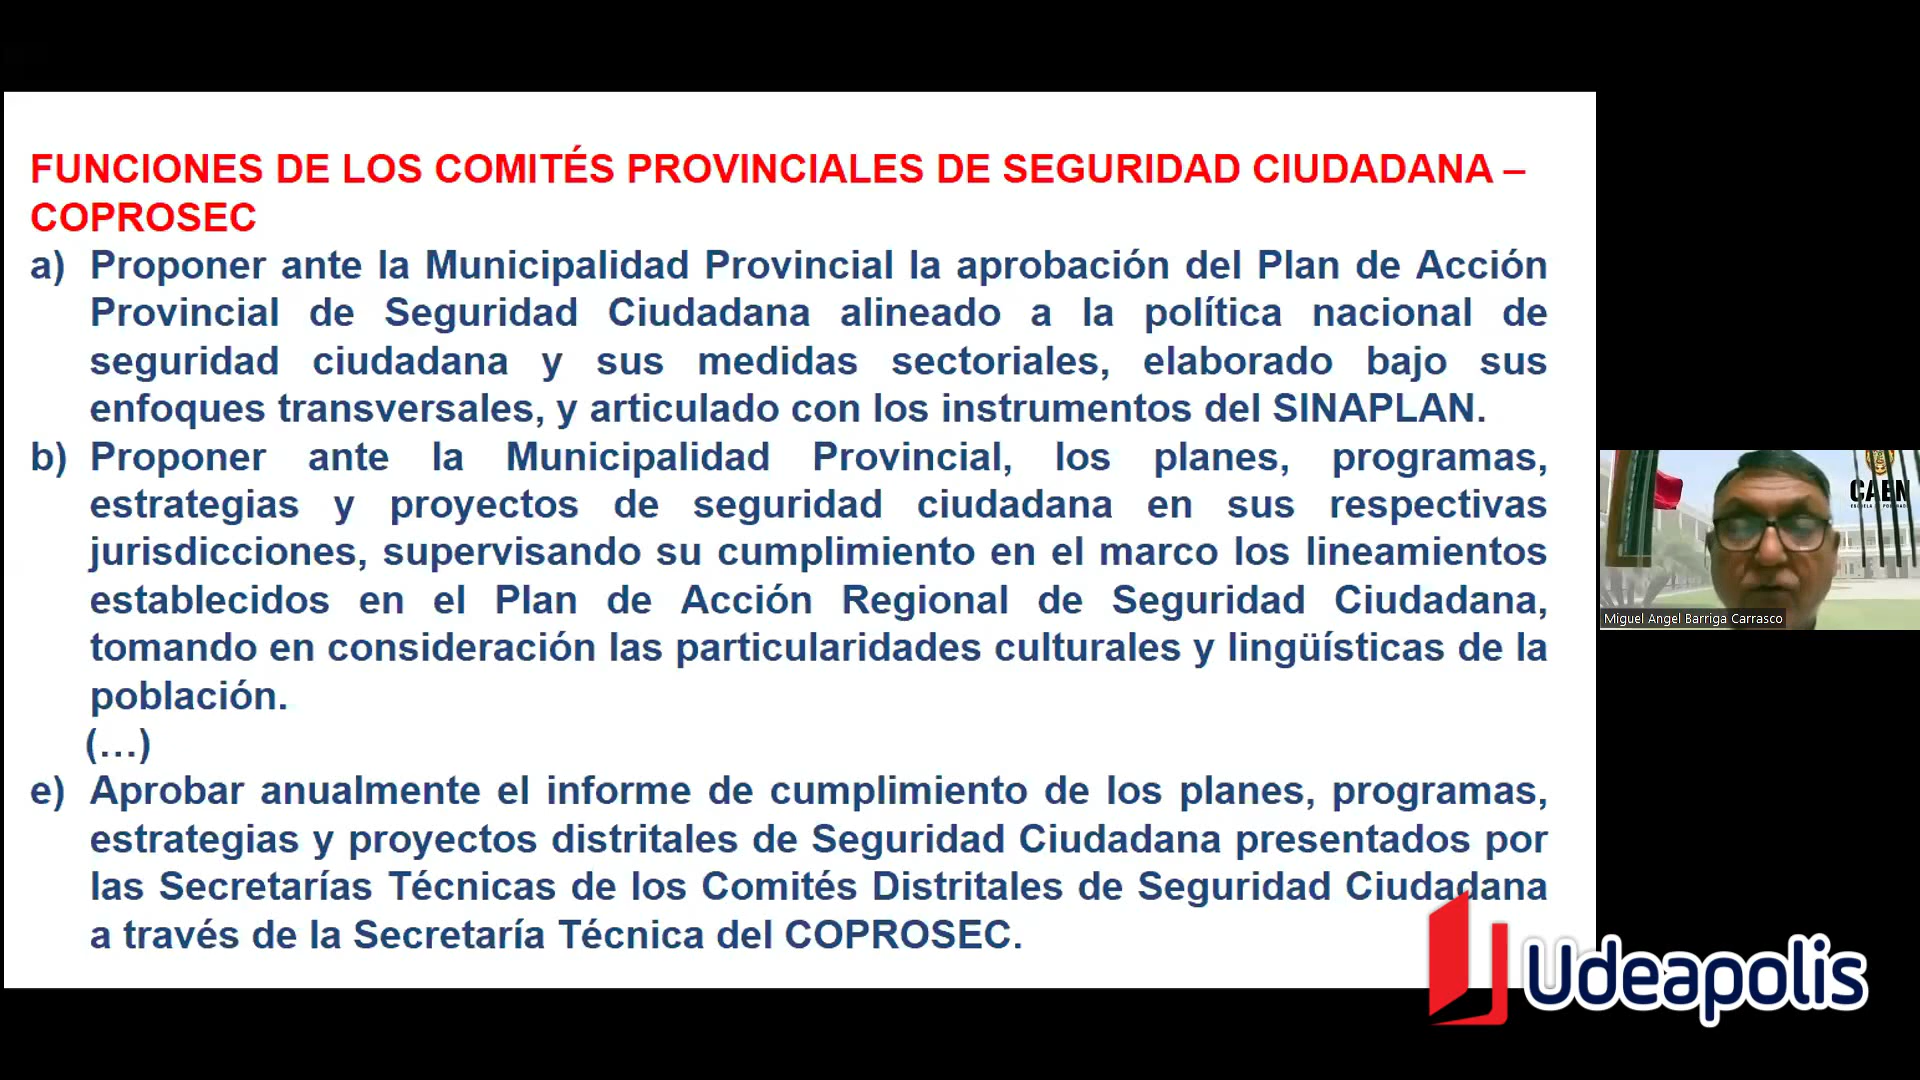 FUNCIONES DE LOS COMITÉS PROVINCIALES DE SEGURIDAD CIUDADANA –
COPROSEC
a) Proponer ante la Municipalidad Provincial la aprobación del Plan de Acción
Provincial de Seguridad Ciudadana alineado a la política nacional de
seguridad ciudadana y sus medidas sectoriales, elaborado bajo sus
enfoques transversales, y articulado con los instrumentos del SINAPLAN.
b) Proponer ante la Municipalidad Provincial, los planes, programas,
estrategias y proyectos de seguridad ciudadana en sus respectivas
jurisdicciones, supervisando su cumplimiento en el marco los lineamientos
establecidos en el Plan de Acción Regional de Seguridad Ciudadana,
tomando en consideración las particularidades culturales y lingüísticas de la
población.
(…)
e) Aprobar anualmente el informe de cumplimiento de los planes, programas,
estrategias y proyectos distritales de Seguridad Ciudadana presentados por
las Secretarías Técnicas de los Comités Distritales de Seguridad Ciudadana
a través de la Secretaría Técnica del COPROSEC.
CAEN
Miguel Angel Barriga Carrasco
Udeapolis